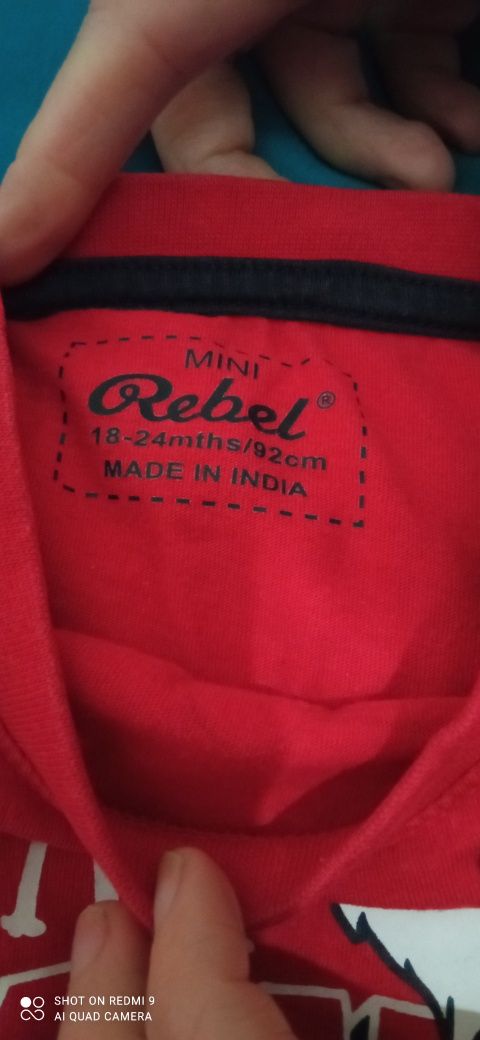 MINI
Rebel®
18-24mths/92cm
MADE IN INDIA
SHOT ON REDMI 9
AI QUAD CAMERA